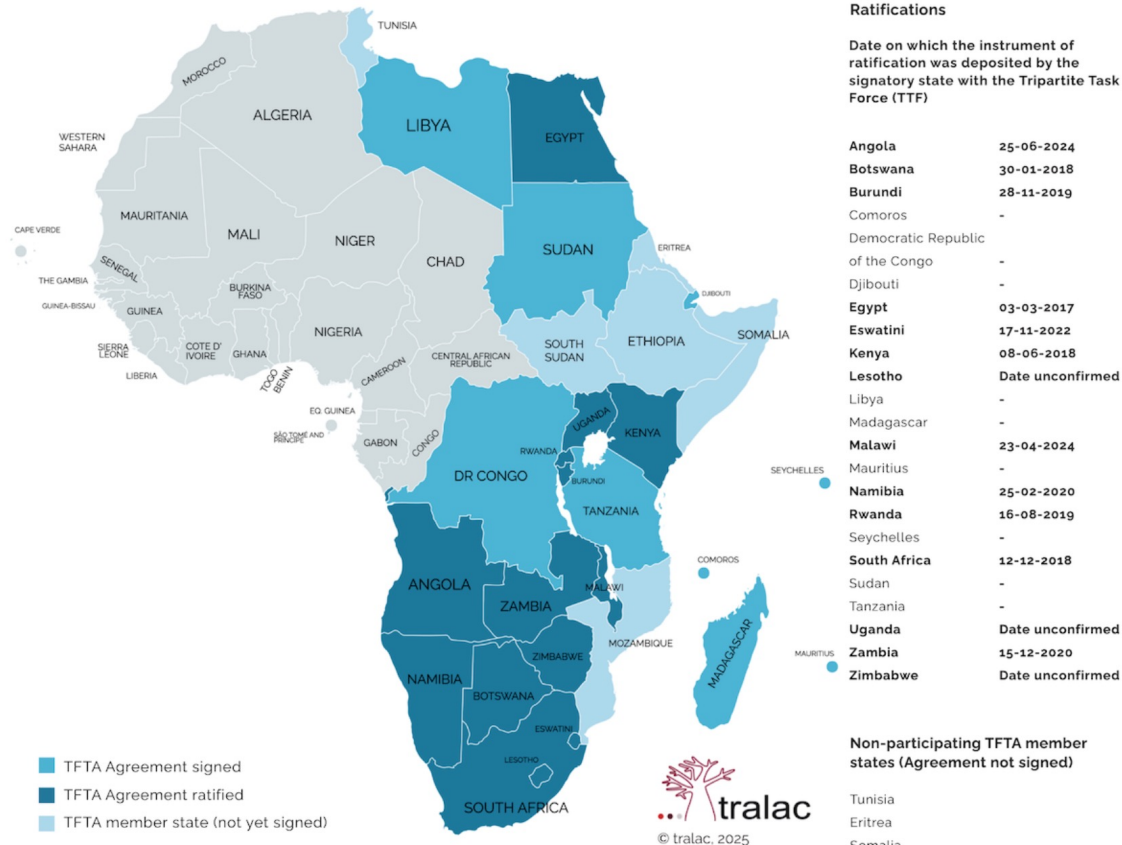 TUNISIA
MOROCCO
ALGERIA
LIBYA
EGYPT
WESTERN
SAHARA
MAURITANIA
MALI
NIGER
CHAD
SUDAN
ERITREA
CAPE VERDE
SENEGAL
THE GAMBIA
GUINEA-BISSAU
GUINEA
BURKINA
FASO
DJIBOUTI
SIERRA
LEONE
COTE D'
IVOIRE
GHANA
NIGERIA
SOUTH
SUDAN
ETHIOPIA
SOMALIA
LIBERIA
TOGO
BENIN
CAMEROON
CENTRAL AFRICAN
REPUBLIC
EQ. GUINEA
SÃO TOMÉ AND
PRÍNCIPE
GABON
CONGO
UGANDA
KENYA
RWANDA
BURUNDI
DR CONGO
TANZANIA
SEYCHELLES
COMOROS
ANGOLA
ZAMBIA
MALAWI
MOZAMBIQUE
MADAGASCAR
MAURITIUS
ZIMBABWE
NAMIBIA
BOTSWANA
ESWATINI
LESOTHO
SOUTH AFRICA
TFTA Agreement signed
TFTA Agreement ratified
TFTA member state (not yet signed)
tralac
© tralac, 2025
Ratifications
Date on which the instrument of
ratification was deposited by the
signatory state with the Tripartite Task
Force (TTF)
Angola 25-06-2024
Botswana 30-01-2018
Burundi 28-11-2019
Comoros -
Democratic Republic
of the Congo -
Djibouti -
Egypt 03-03-2017
Eswatini 17-11-2022
Kenya 08-06-2018
Lesotho Date unconfirmed
Libya -
Madagascar -
Malawi 23-04-2024
Mauritius -
Namibia 25-02-2020
Rwanda 16-08-2019
Seychelles -
South Africa 12-12-2018
Sudan -
Tanzania -
Uganda Date unconfirmed
Zambia 15-12-2020
Zimbabwe Date unconfirmed
Non-participating TFTA member
states (Agreement not signed)
Tunisia
Eritrea
Somalia